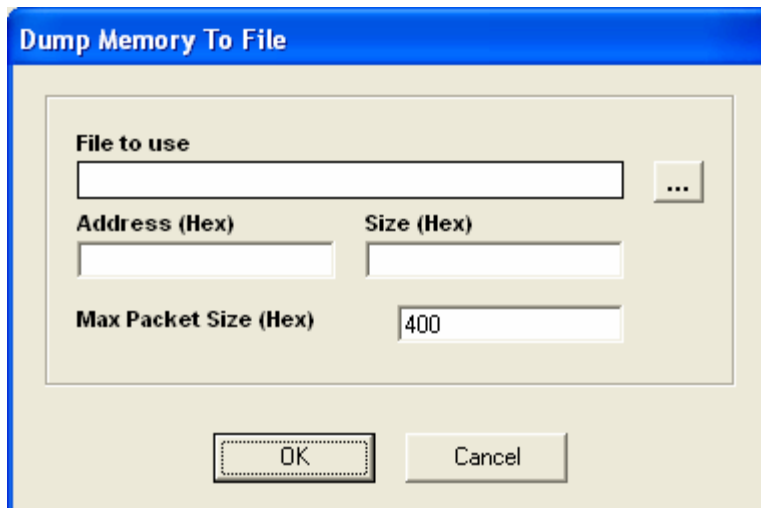 Dump Memory To File
File to use
...
Address (Hex) Size (Hex)
Max Packet Size (Hex) 400
OK Cancel